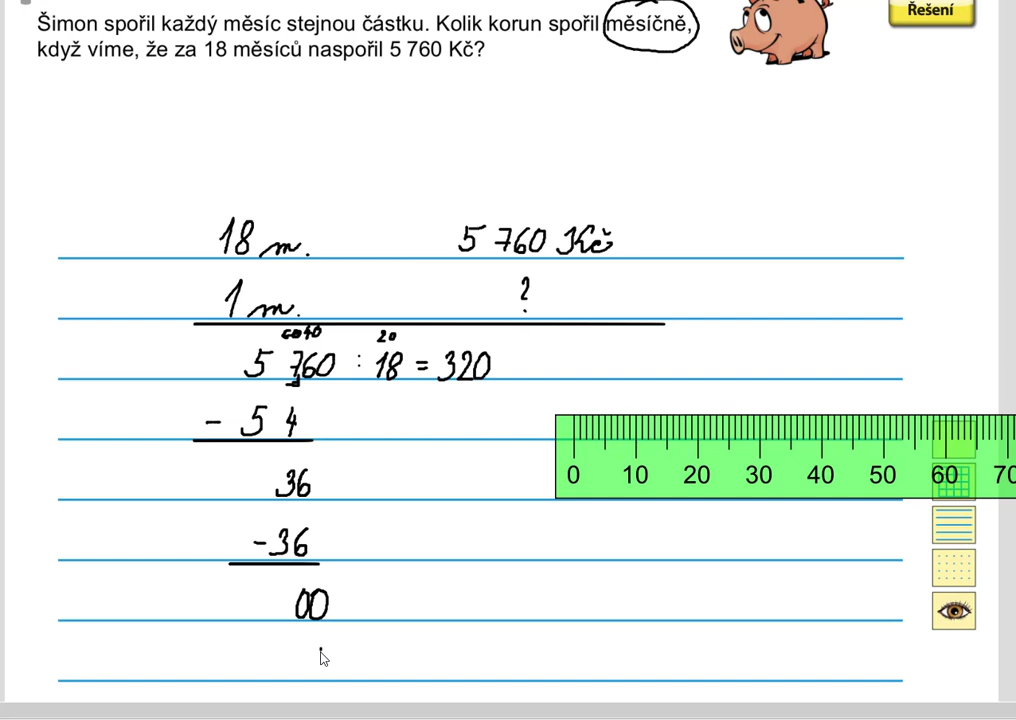 Šimon spořil každý měsíc stejnou částku. Kolik korun spořil měsíčně,
když víme, že za 18 měsíců naspořil 5 760 Kč?
Řešení
18 m. 5 760 Kč
1 m. ?
20
5 760 : 18 = 320
- 5 4
36
-36
00
0 10 20 30 40 50 60 70